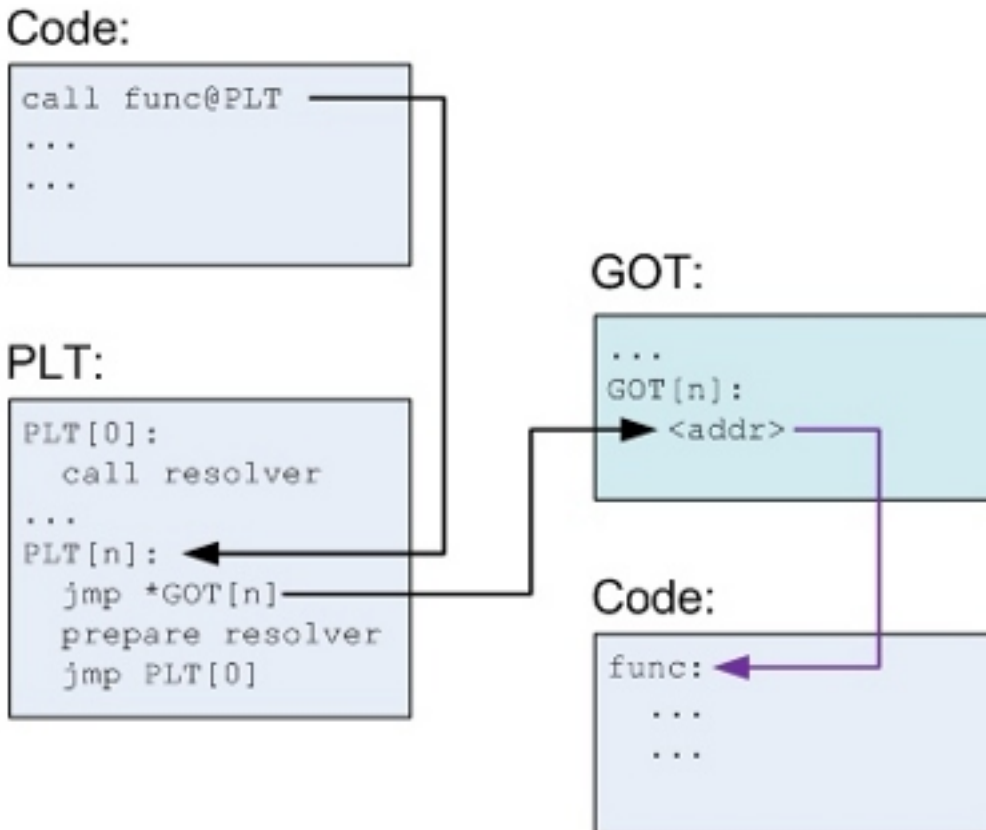 Code:
call func@PLT
...
...
PLT:
PLT[0]:
call resolver
...
PLT[n]:
jmp *GOT[n]
prepare resolver
jmp PLT[0]
GOT:
...
GOT[n]:
<addr>
Code:
func:
...
...